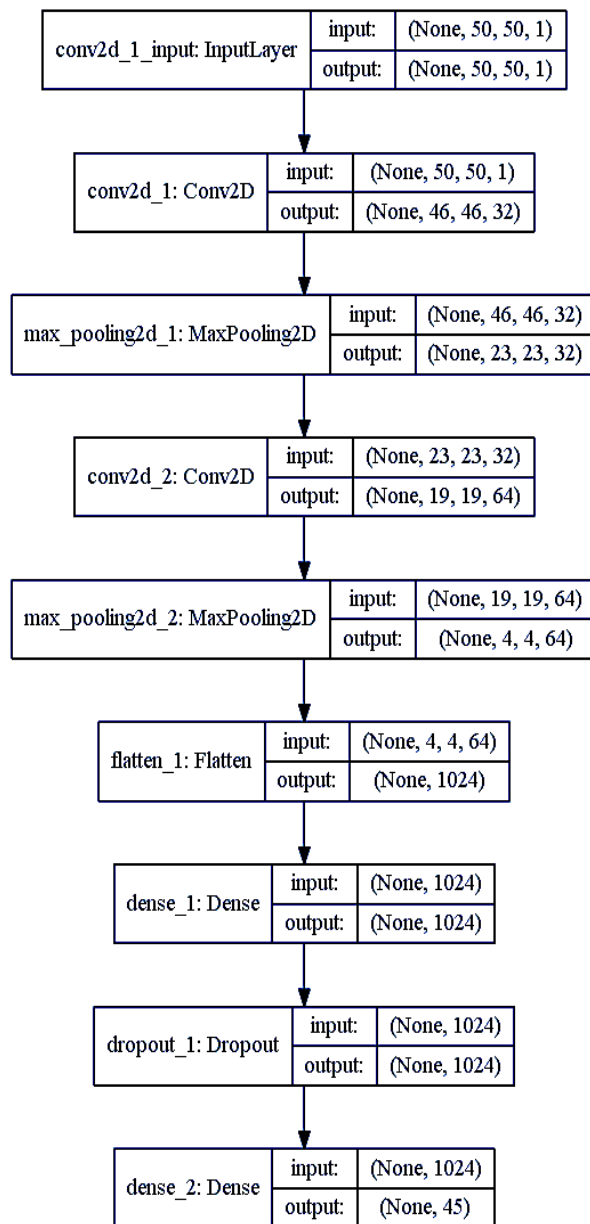 conv2d_1_input: InputLayer
input: (None, 50, 50, 1)
output: (None, 50, 50, 1)
conv2d_1: Conv2D
input: (None, 50, 50, 1)
output: (None, 46, 46, 32)
max_pooling2d_1: MaxPooling2D
input: (None, 46, 46, 32)
output: (None, 23, 23, 32)
conv2d_2: Conv2D
input: (None, 23, 23, 32)
output: (None, 19, 19, 64)
max_pooling2d_2: MaxPooling2D
input: (None, 19, 19, 64)
output: (None, 4, 4, 64)
flatten_1: Flatten
input: (None, 4, 4, 64)
output: (None, 1024)
dense_1: Dense
input: (None, 1024)
output: (None, 1024)
dropout_1: Dropout
input: (None, 1024)
output: (None, 1024)
dense_2: Dense
input: (None, 1024)
output: (None, 45)